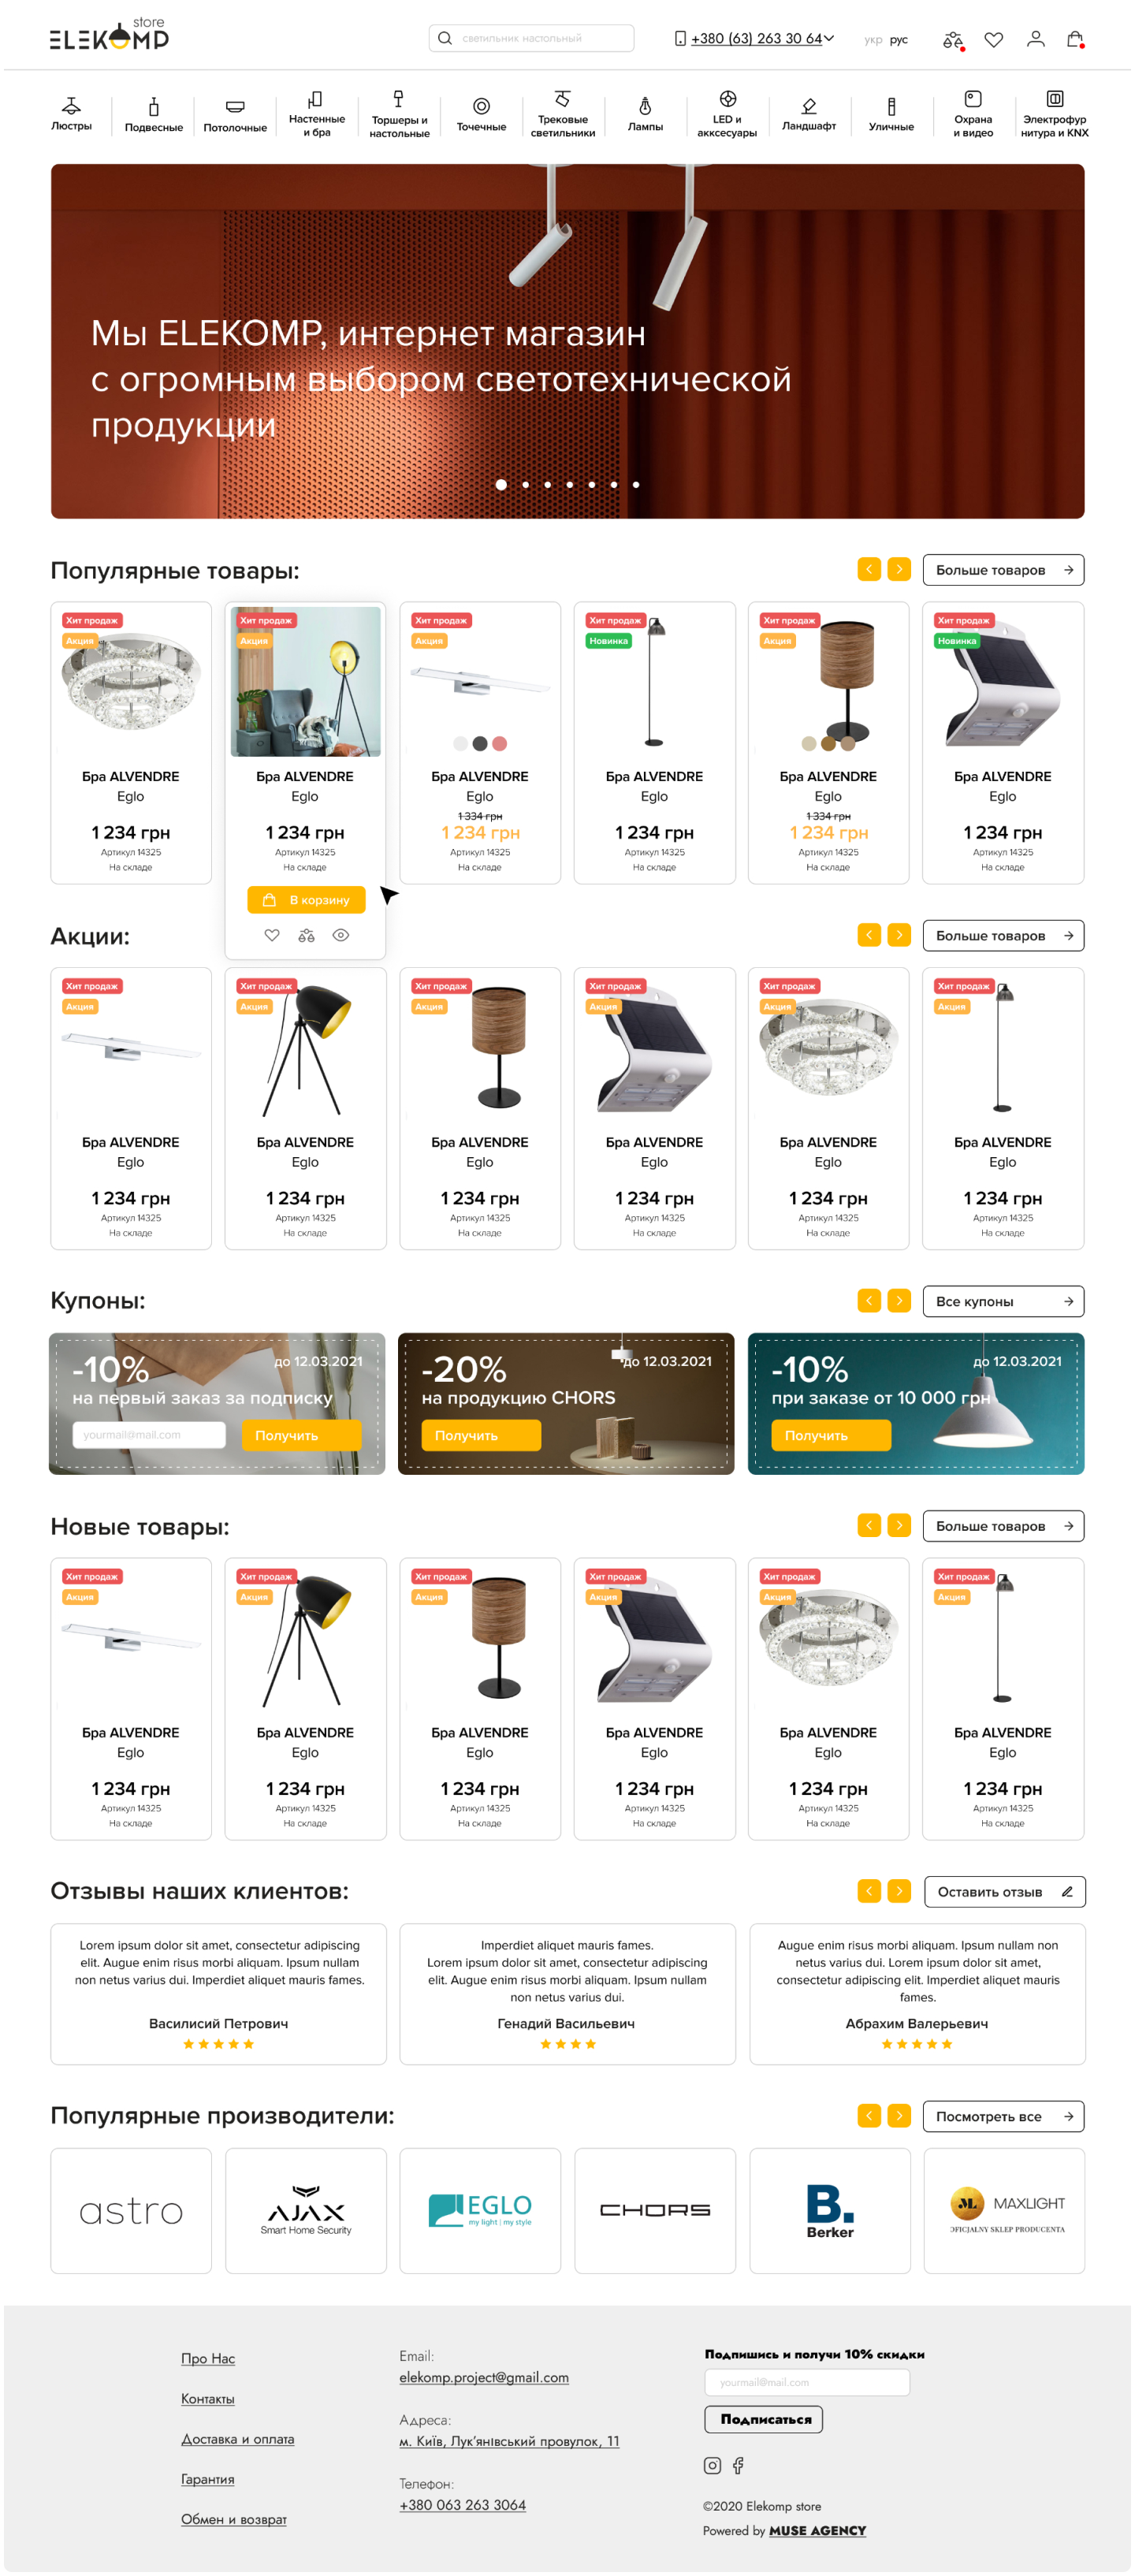 store
ELEKOMP
светильник настольный
+380 (63) 263 30 64
укр рус
Люстры
Подвесные
Потолочные
Настенные
и бра
Торшеры и
настольные
Точечные
Трековые
светильники
Лампы
LED и
акксесуары
Ландшафт
Уличные
Охрана
и видео
Электрофур
нитура и KNX
Мы ELEKOMP, интернет магазин
с огромным выбором светотехнической
продукции
Популярные товары:
Больше товаров
Хит продаж
Акция
Бра ALVENDRE
Eglo
1 234 грн
Артикул 14325
На складе
Хит продаж
Акция
Бра ALVENDRE
Eglo
1 234 грн
Артикул 14325
На складе
В корзину
Хит продаж
Акция
Бра ALVENDRE
Eglo
1 334 грн
1 234 грн
Артикул 14325
На складе
Хит продаж
Новинка
Бра ALVENDRE
Eglo
1 234 грн
Артикул 14325
На складе
Хит продаж
Акция
Бра ALVENDRE
Eglo
1 334 грн
1 234 грн
Артикул 14325
На складе
Хит продаж
Новинка
Бра ALVENDRE
Eglo
1 234 грн
Артикул 14325
На складе
Акции:
Больше товаров
Хит продаж
Акция
Бра ALVENDRE
Eglo
1 234 грн
Артикул 14325
На складе
Хит продаж
Акция
Бра ALVENDRE
Eglo
1 234 грн
Артикул 14325
На складе
Хит продаж
Акция
Бра ALVENDRE
Eglo
1 234 грн
Артикул 14325
На складе
Хит продаж
Акция
Бра ALVENDRE
Eglo
1 234 грн
Артикул 14325
На складе
Хит продаж
Акция
Бра ALVENDRE
Eglo
1 234 грн
Артикул 14325
На складе
Хит продаж
Акция
Бра ALVENDRE
Eglo
1 234 грн
Артикул 14325
На складе
Купоны:
Все купоны
-10%
до 12.03.2021
на первый заказ за подписку
yourmail@mail.com
Получить
-20%
до 12.03.2021
на продукцию CHORS
Получить
-10%
до 12.03.2021
при заказе от 10 000 грн
Получить
Новые товары:
Больше товаров
Хит продаж
Акция
Бра ALVENDRE
Eglo
1 234 грн
Артикул 14325
На складе
Хит продаж
Акция
Бра ALVENDRE
Eglo
1 234 грн
Артикул 14325
На складе
Хит продаж
Акция
Бра ALVENDRE
Eglo
1 234 грн
Артикул 14325
На складе
Хит продаж
Акция
Бра ALVENDRE
Eglo
1 234 грн
Артикул 14325
На складе
Хит продаж
Акция
Бра ALVENDRE
Eglo
1 234 грн
Артикул 14325
На складе
Хит продаж
Акция
Бра ALVENDRE
Eglo
1 234 грн
Артикул 14325
На складе
Отзывы наших клиентов:
Оставить отзыв
Lorem ipsum dolor sit amet, consectetur adipiscing
elit. Augue enim risus morbi aliquam. Ipsum nullam
non netus varius dui. Imperdiet aliquet mauris fames.
Василисий Петрович
Imperdiet aliquet mauris fames.
Lorem ipsum dolor sit amet, consectetur adipiscing
elit. Augue enim risus morbi aliquam. Ipsum nullam
non netus varius dui.
Генадий Васильевич
Augue enim risus morbi aliquam. Ipsum nullam non
netus varius dui. Lorem ipsum dolor sit amet,
consectetur adipiscing elit. Imperdiet aliquet mauris
fames.
Абрахим Валерьевич
Популярные производители:
Посмотреть все
astro
AJAX
Smart Home Security
EGLO
my light | my style
CHORS
B.
Berker
ML MAXLIGHT
OFICJALNY SKLEP PRODUCENTA
Про Нас
Контакты
Доставка и оплата
Гарантия
Обмен и возврат
Email:
elekomp.project@gmail.com
Адреса:
м. Київ, Лук’янівський провулок, 11
Телефон:
+380 063 263 3064
Подпишись и получи 10% скидки
yourmail@mail.com
Подписаться
©2020 Elekomp store
Powered by MUSE AGENCY